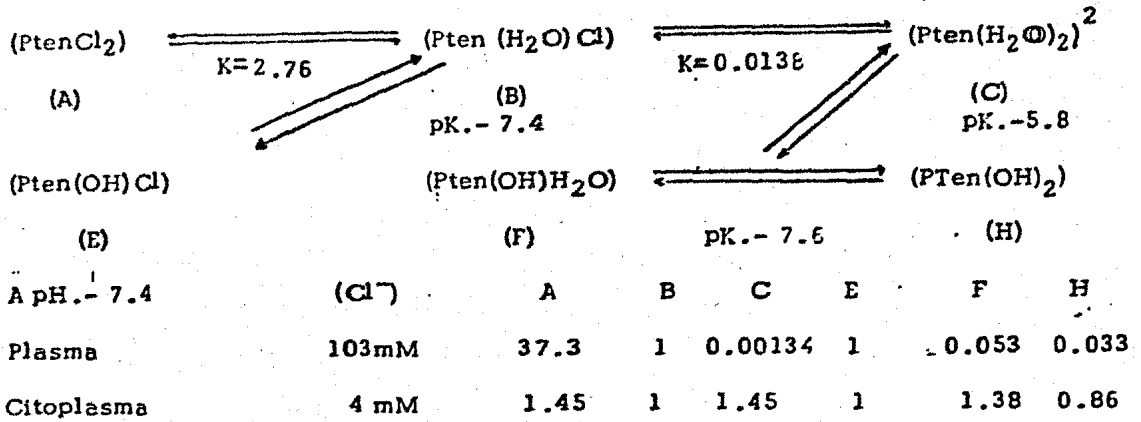 (PtenCl2) (Pten (H2O) Cl) (Pten(H2O)2)2
K=2.76 K=0.0138
(A) (B) (C)
pK.- 7.4 pK.-5.8
(Pten(OH)Cl) (Pten(OH)H2O) (PTen(OH)2)
(E) (F) pK.- 7.6 (H)
A pH.- 7.4 (Cl-) A B C E F H
Plasma 103mM 37.3 1 0.00134 1 0.053 0.033
Citoplasma 4 mM 1.45 1 1.45 1 1.38 0.86